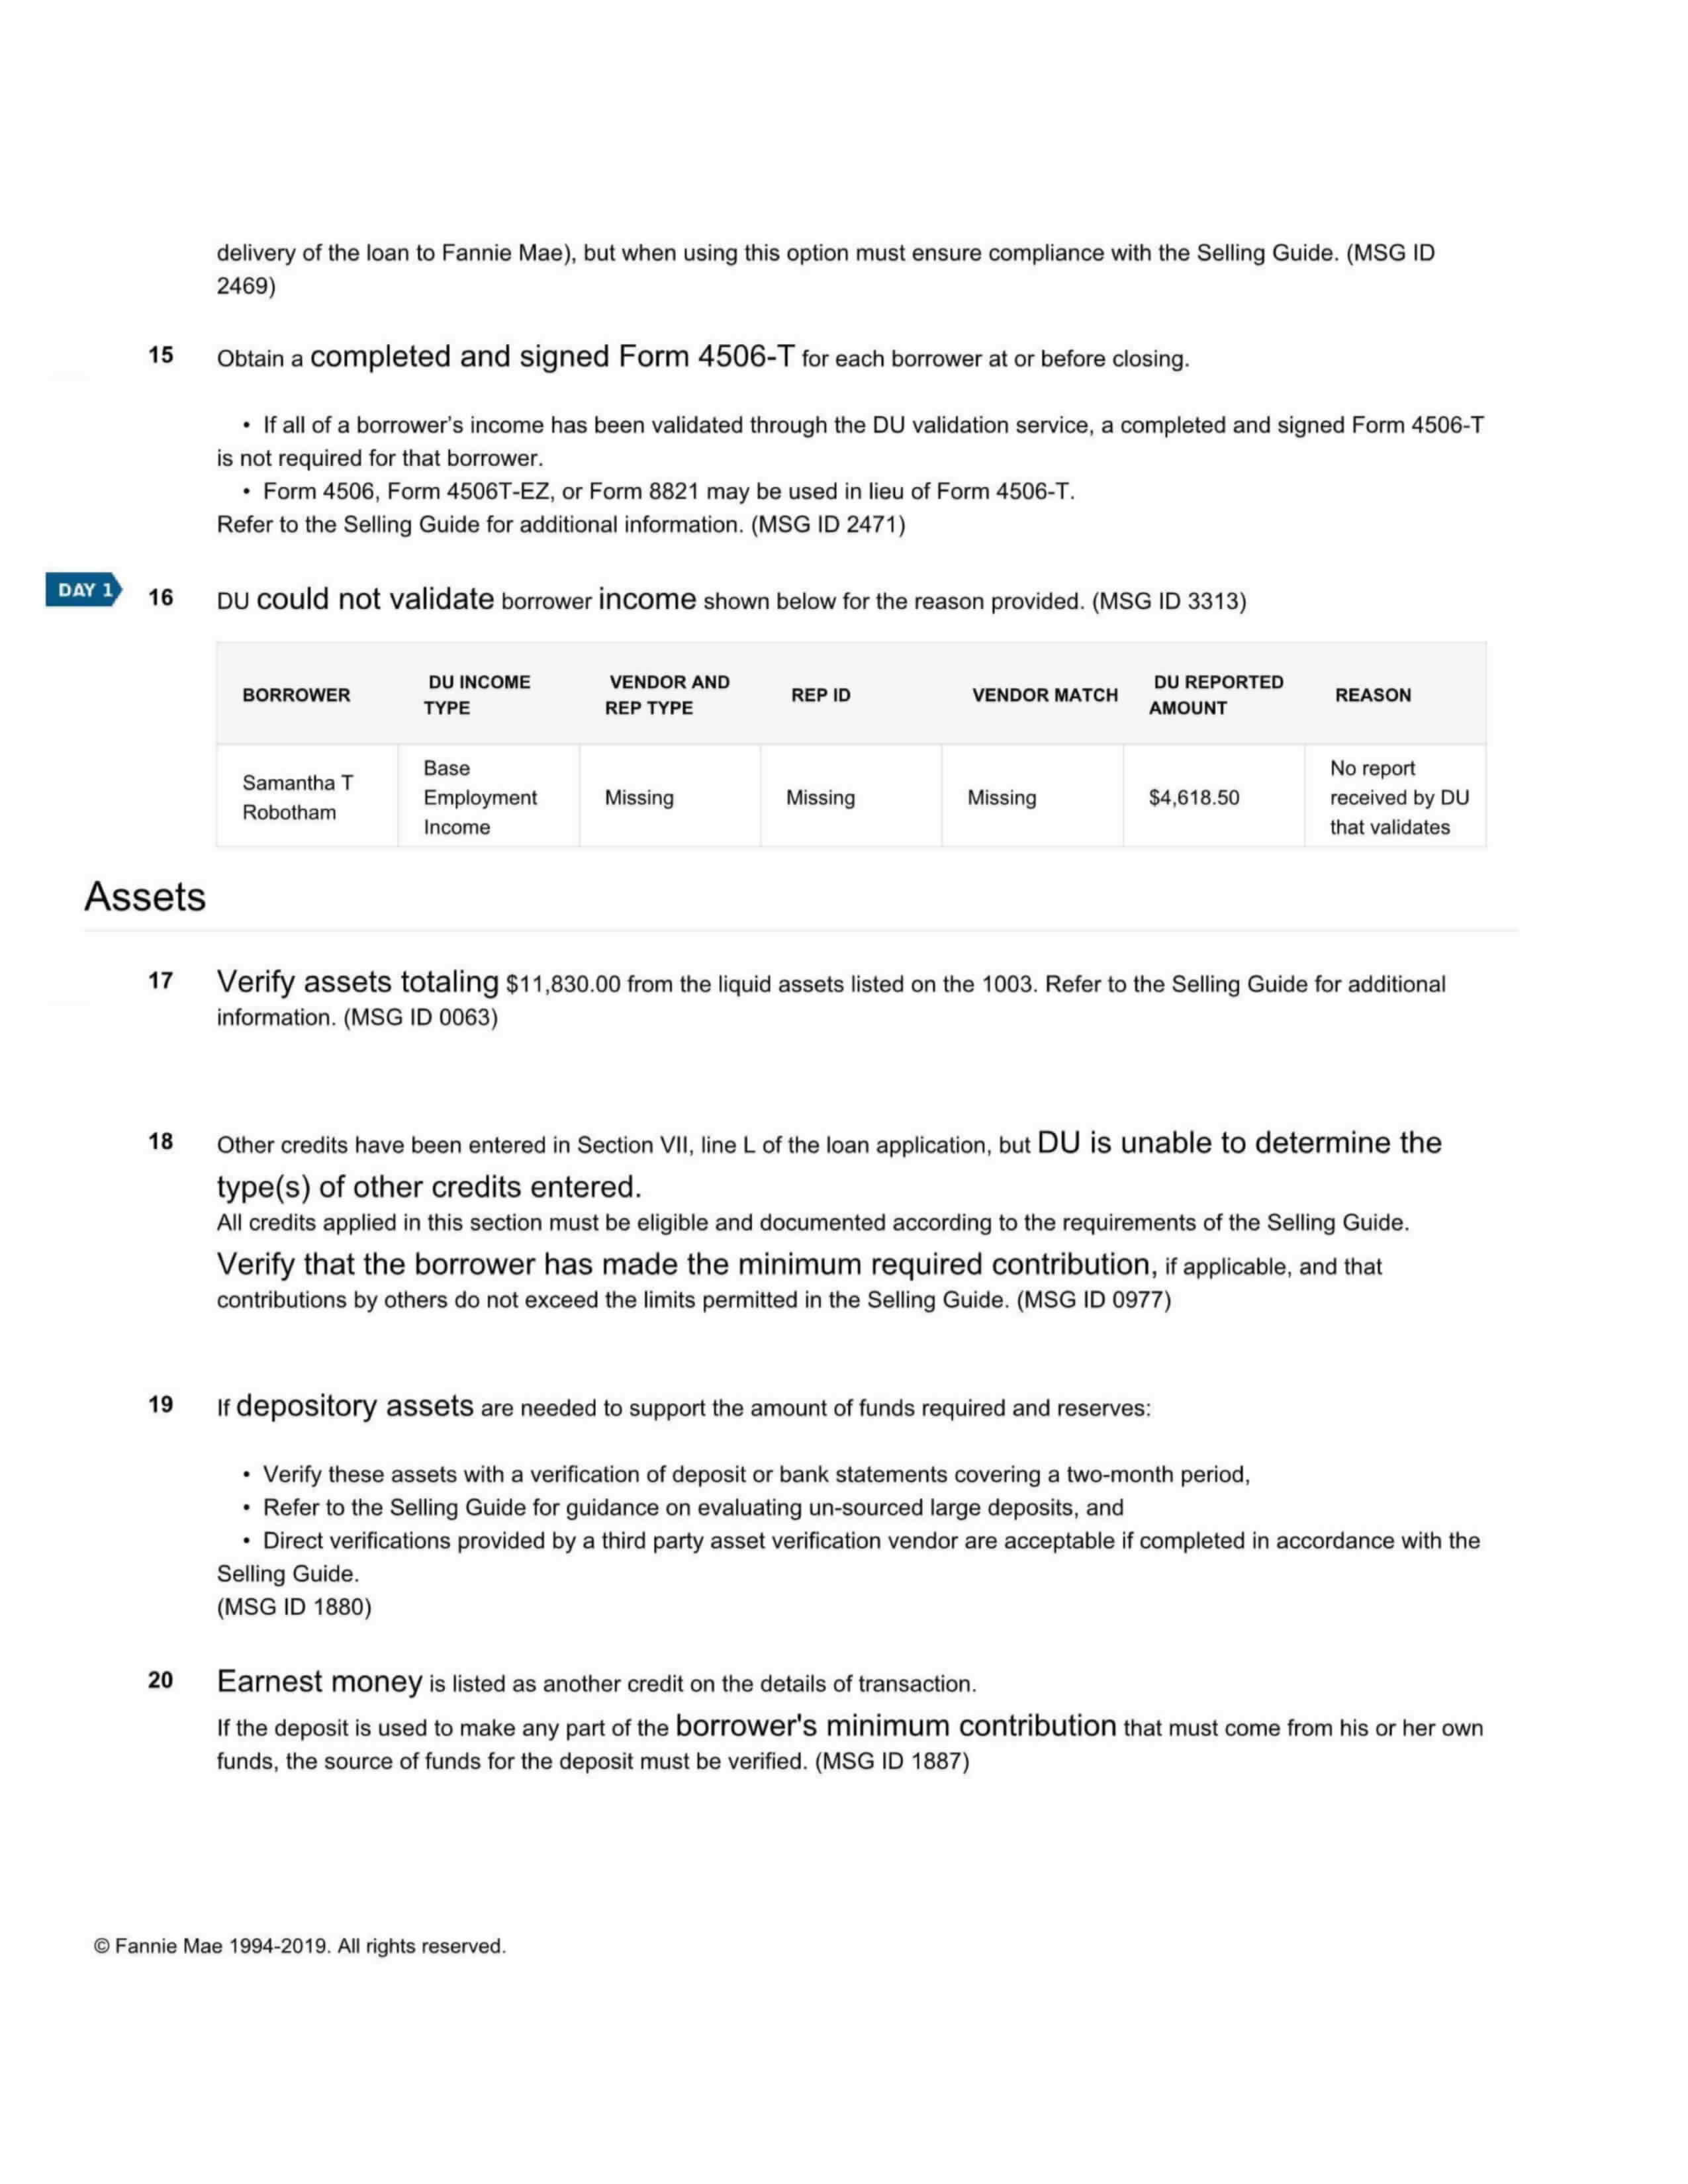 delivery of the loan to Fannie Mae), but when using this option must ensure compliance with the Selling Guide. (MSG ID
2469)
15 Obtain a completed and signed Form 4506-T for each borrower at or before closing.
• If all of a borrower's income has been validated through the DU validation service, a completed and signed Form 4506-T
is not required for that borrower.
• Form 4506, Form 4506T-EZ, or Form 8821 may be used in lieu of Form 4506-T.
Refer to the Selling Guide for additional information. (MSG ID 2471)
DAY 1 16 DU could not validate borrower income shown below for the reason provided. (MSG ID 3313)
BORROWER DU INCOME TYPE VENDOR AND REP TYPE REP ID VENDOR MATCH DU REPORTED AMOUNT REASON
Samantha T Robotham Base Employment Income Missing Missing Missing $4,618.50 No report received by DU that validates
Assets
17 Verify assets totaling $11,830.00 from the liquid assets listed on the 1003. Refer to the Selling Guide for additional
information. (MSG ID 0063)
18 Other credits have been entered in Section VII, line L of the loan application, but DU is unable to determine the
type(s) of other credits entered.
All credits applied in this section must be eligible and documented according to the requirements of the Selling Guide.
Verify that the borrower has made the minimum required contribution, if applicable, and that
contributions by others do not exceed the limits permitted in the Selling Guide. (MSG ID 0977)
19 If depository assets are needed to support the amount of funds required and reserves:
• Verify these assets with a verification of deposit or bank statements covering a two-month period,
• Refer to the Selling Guide for guidance on evaluating un-sourced large deposits, and
• Direct verifications provided by a third party asset verification vendor are acceptable if completed in accordance with the
Selling Guide.
(MSG ID 1880)
20 Earnest money is listed as another credit on the details of transaction.
If the deposit is used to make any part of the borrower's minimum contribution that must come from his or her own
funds, the source of funds for the deposit must be verified. (MSG ID 1887)
© Fannie Mae 1994-2019. All rights reserved.